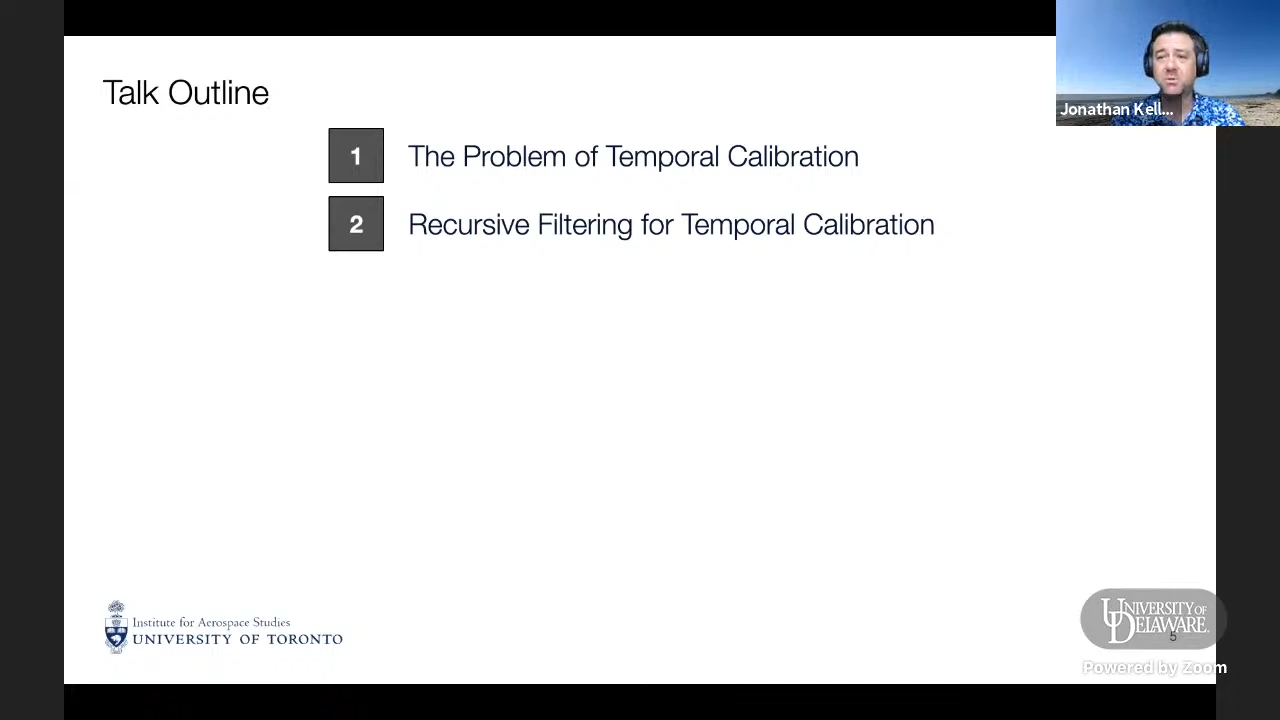 Talk Outline
Jonathan Kell...
1 The Problem of Temporal Calibration
2 Recursive Filtering for Temporal Calibration
Institute for Aerospace Studies
UNIVERSITY OF TORONTO
UNIVERSITY OF
DELAWARE.
5
Powered by Zoom